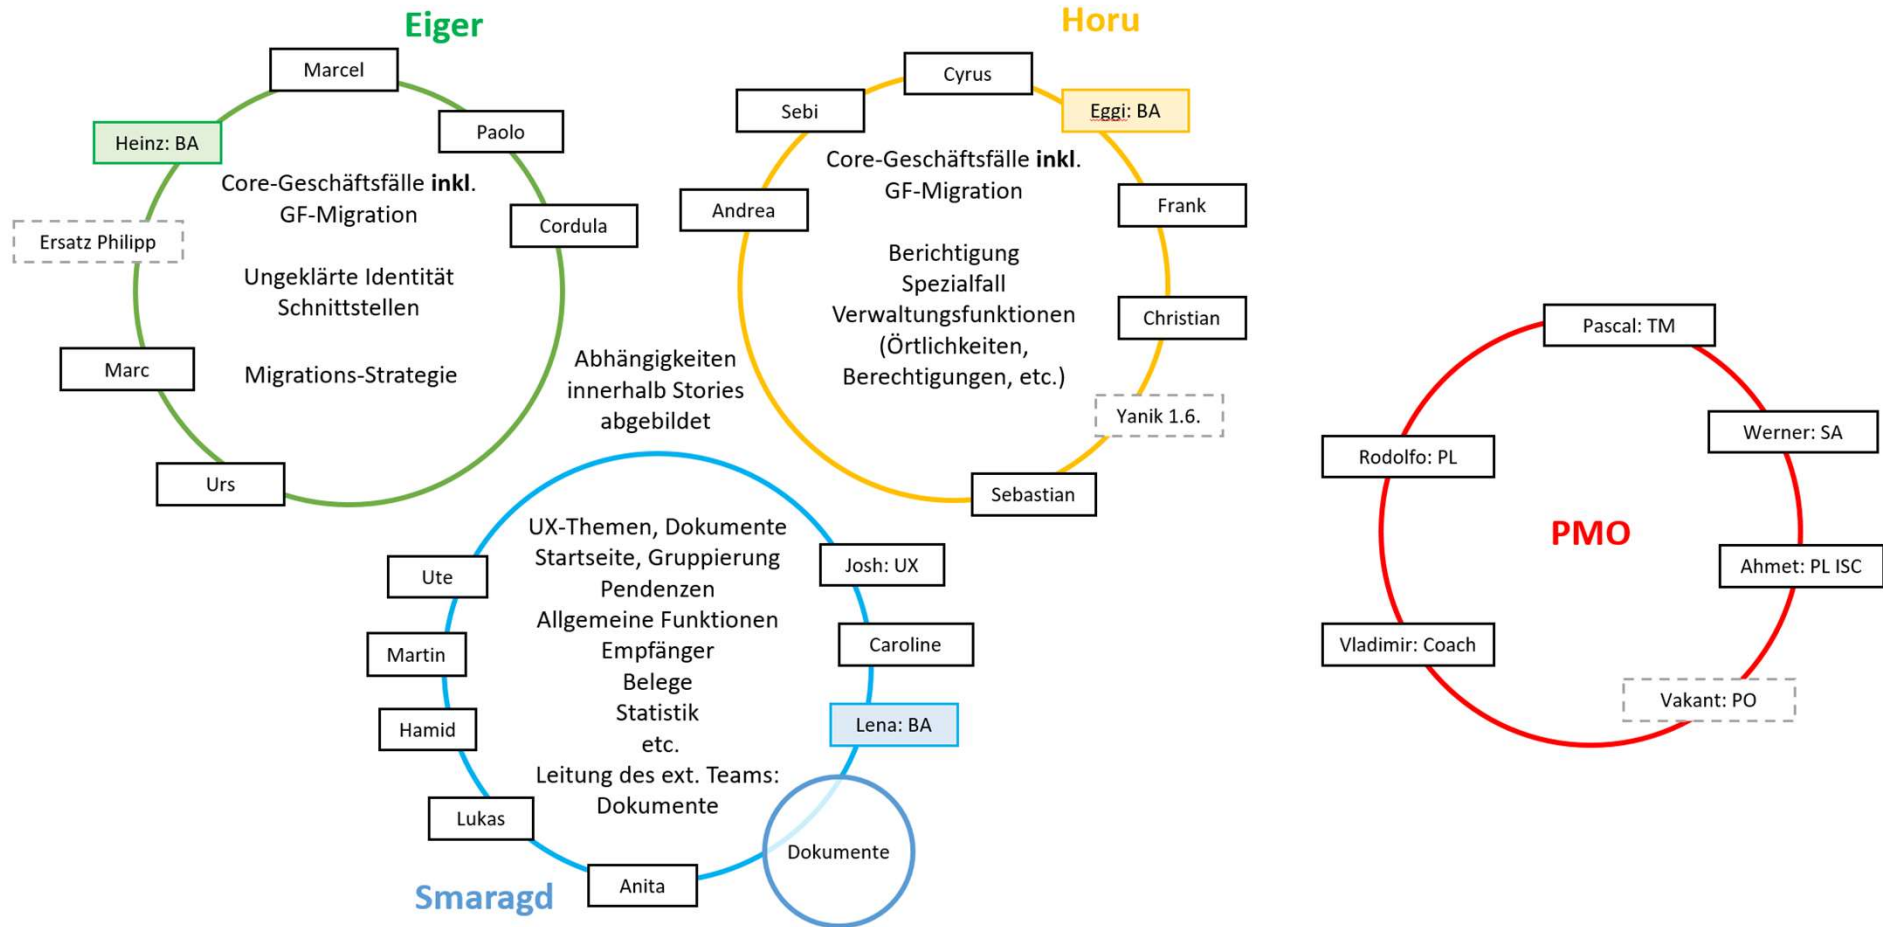 Eiger
Marcel
Heinz: BA
Paolo
Core-Geschäftsfälle inkl.
GF-Migration
Ersatz Philipp
Cordula
Ungeklärte Identität
Schnittstellen
Marc
Migrations-Strategie
Urs
Abhängigkeiten
innerhalb Stories
abgebildet
Horu
Cyrus
Sebi
Eggi: BA
Core-Geschäftsfälle inkl.
GF-Migration
Andrea
Frank
Berichtigung
Spezialfall
Verwaltungsfunktionen
(Örtlichkeiten,
Berechtigungen, etc.)
Christian
Yanik 1.6.
Sebastian
UX-Themen, Dokumente
Startseite, Gruppierung
Pendenzen
Allgemeine Funktionen
Empfänger
Belege
Statistik
etc.
Leitung des ext. Teams:
Dokumente
Ute
Josh: UX
Martin
Caroline
Hamid
Lena: BA
Lukas
Dokumente
Anita
Smaragd
Pascal: TM
Werner: SA
Rodolfo: PL
PMO
Ahmet: PL ISC
Vladimir: Coach
Vakant: PO